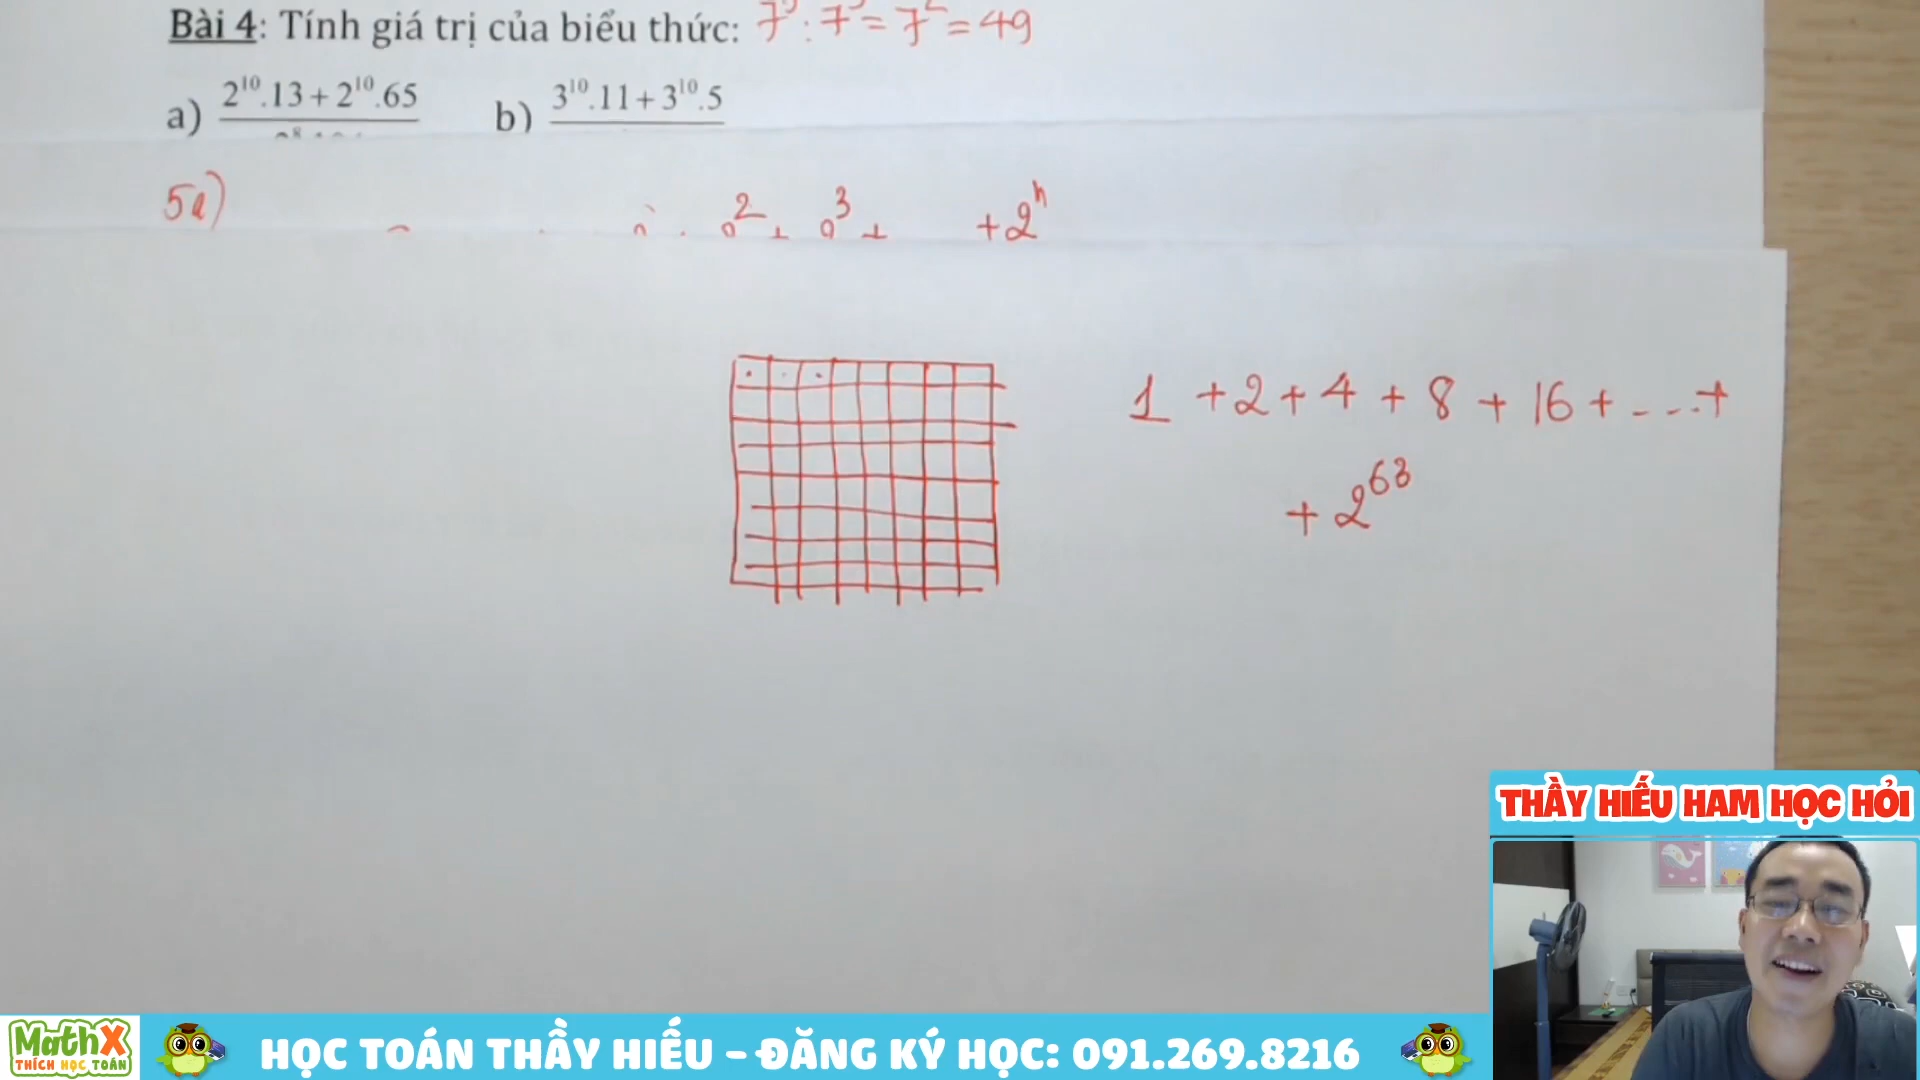 Bài 4: Tính giá trị của biểu thức: 7⁵ : 7³ = 7² = 49
a) 2¹⁰.13 + 2¹⁰.65
b) 3¹⁰.11 + 3¹⁰.5
5a)
2² + 2³ + + 2ⁿ
1 + 2 + 4 + 8 + 16 + ....+
+ 2⁶³
THẦY HIẾU HAM HỌC HỎI
MathX
THÍCH HỌC TOÁN
HỌC TOÁN THẦY HIẾU - ĐĂNG KÝ HỌC: 091.269.8216